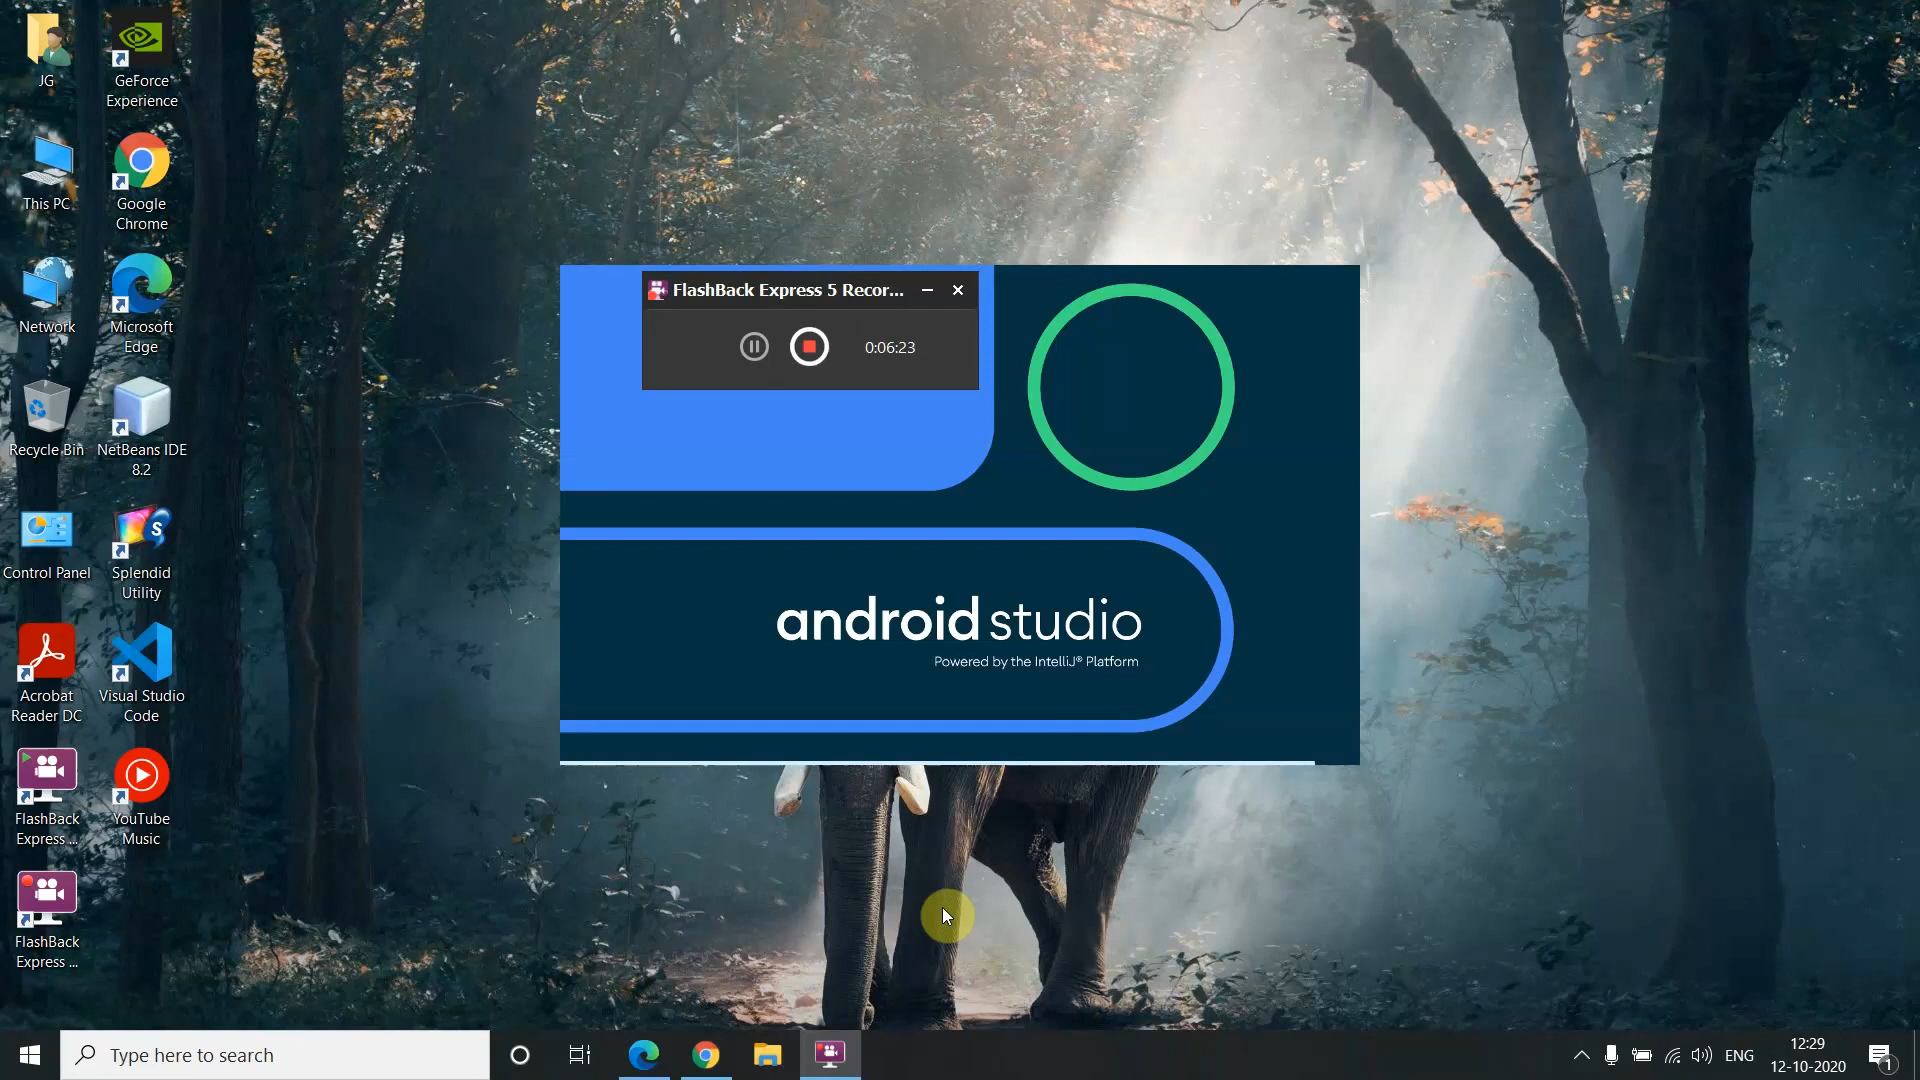 JG
GeForce
Experience
This PC
Google
Chrome
Network
Microsoft
Edge
Recycle Bin
NetBeans IDE
8.2
Control Panel
Splendid
Utility
Acrobat
Reader DC
Visual Studio
Code
FlashBack
Express ...
YouTube
Music
FlashBack
Express ...
FlashBack Express 5 Recor...
0:06:23
android studio
Powered by the IntelliJ® Platform
Type here to search
ENG
12:29
12-10-2020
1